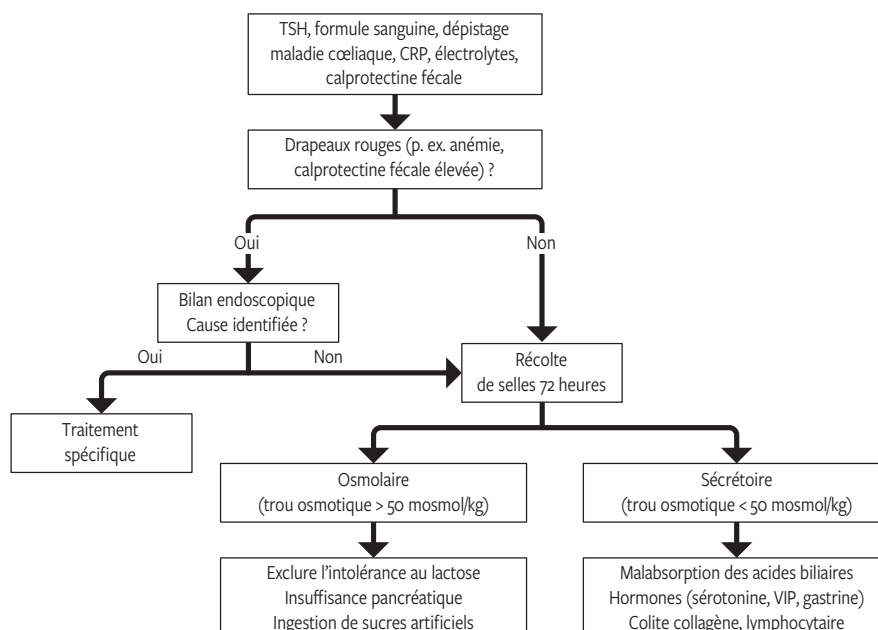 TSH, formule sanguine, dépistage
maladie cœliaque, CRP, électrolytes,
calprotectine fécale
Drapeaux rouges (p. ex. anémie,
calprotectine fécale élevée) ?
Oui
Non
Bilan endoscopique
Cause identifiée ?
Oui
Non
Récolte
de selles 72 heures
Traitement
spécifique
Osmolaire
(trou osmotique > 50 mosmol/kg)
Sécrétoire
(trou osmotique < 50 mosmol/kg)
Exclure l’intolérance au lactose
Insuffisance pancréatique
Ingestion de sucres artificiels
Malabsorption des acides biliaires
Hormones (sérotonine, VIP, gastrine)
Colite collagène, lymphocytaire